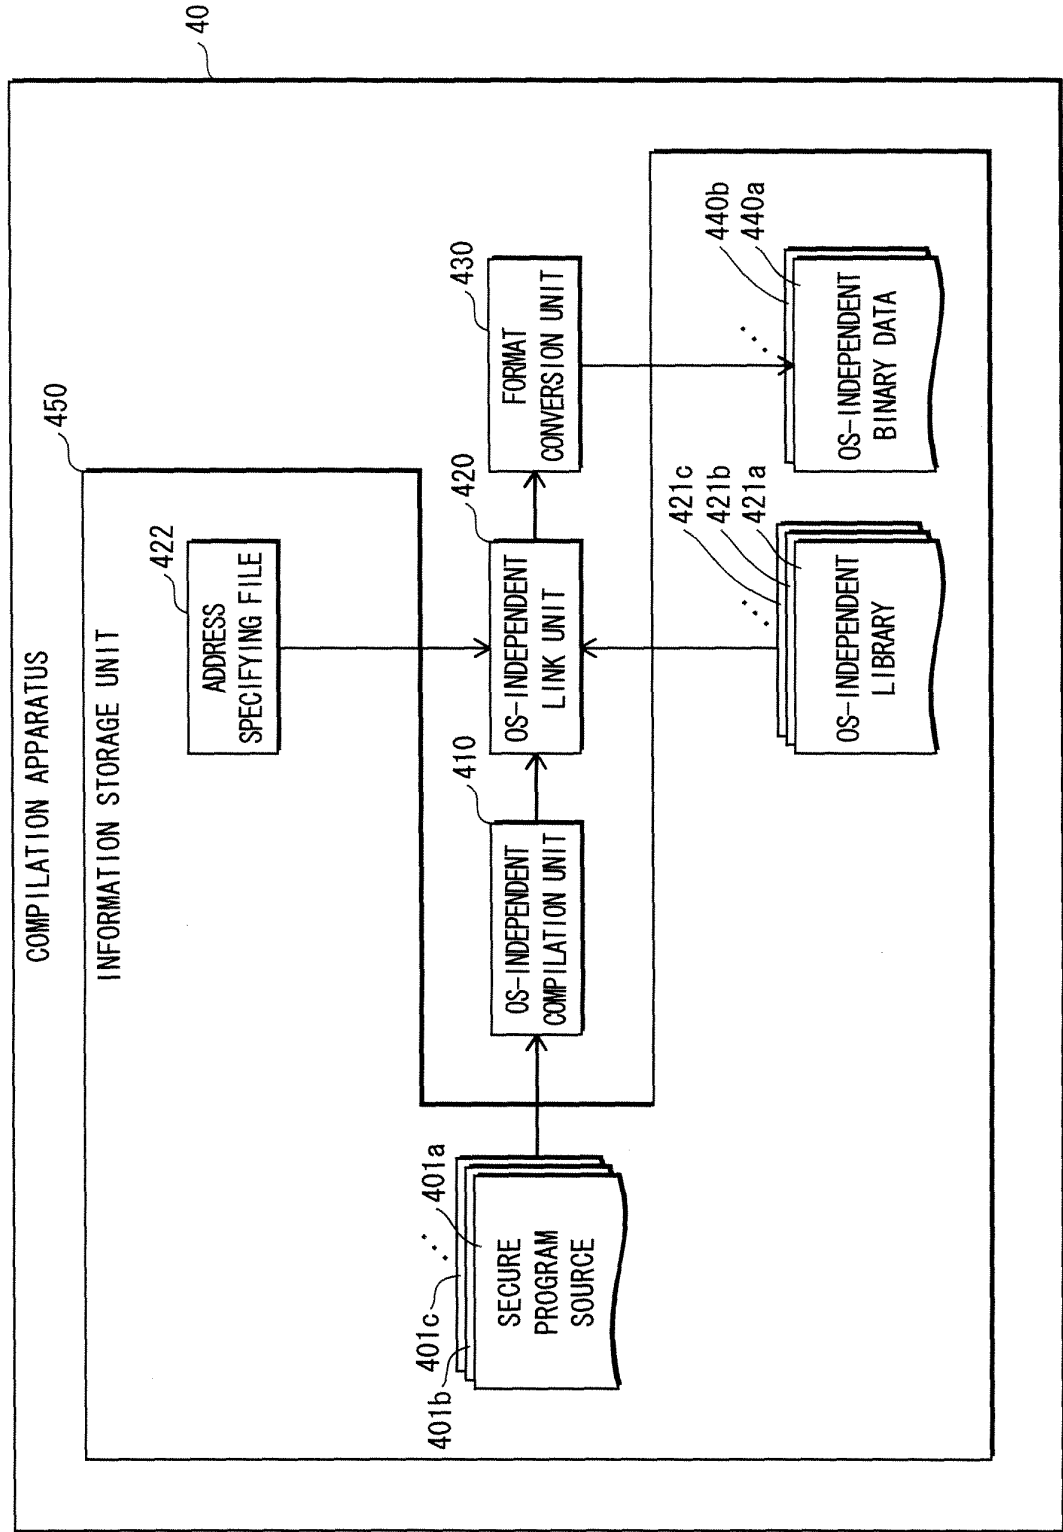 COMPILATION APPARATUS
40
INFORMATION STORAGE UNIT
450
ADDRESS
SPECIFYING FILE
422
401c
401b
401a
SECURE
PROGRAM
SOURCE
OS-INDEPENDENT
COMPILATION UNIT
410
OS-INDEPENDENT
LINK UNIT
420
FORMAT
CONVERSION UNIT
430
421c
421b
421a
OS-INDEPENDENT
LIBRARY
440b
440a
OS-INDEPENDENT
BINARY DATA